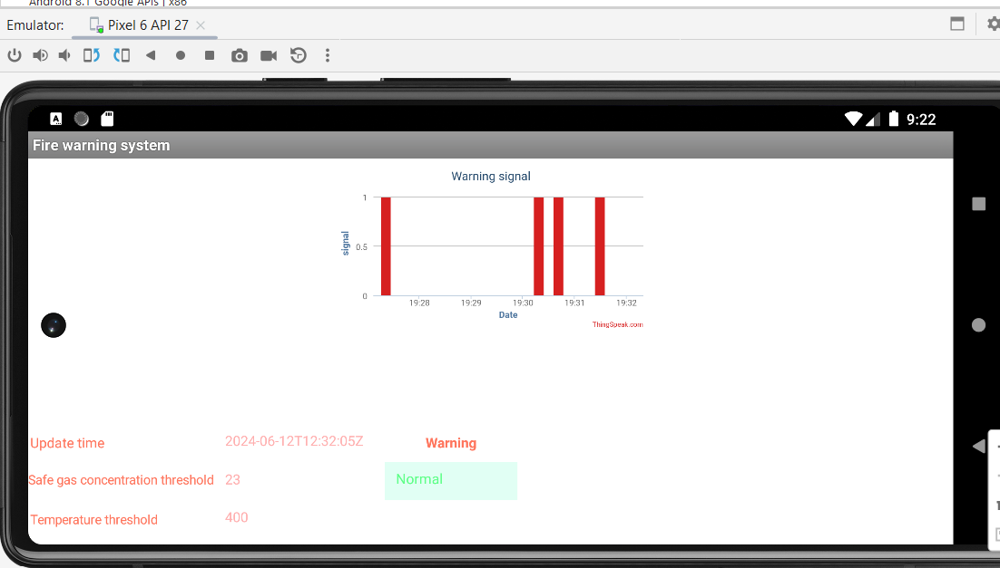 Android 8.1 Google APIs | x86
Emulator:
Pixel 6 API 27
A
9:22
Fire warning system
Warning signal
1
signal
0.5
0
19:28
19:29
19:30
19:31
19:32
Date
ThingSpeak.com
Update time
2024-06-12T12:32:05Z
Warning
Safe gas concentration threshold
23
Normal
Temperature threshold
400